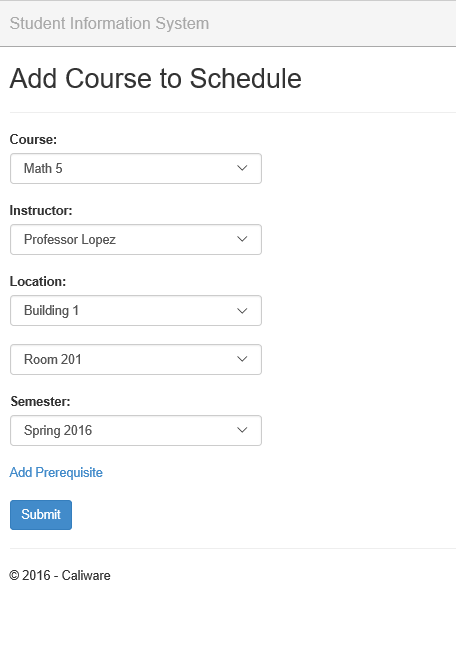 Student Information System
Add Course to Schedule
Course:
Math 5
Instructor:
Professor Lopez
Location:
Building 1
Room 201
Semester:
Spring 2016
Add Prerequisite
Submit
© 2016 - Caliware